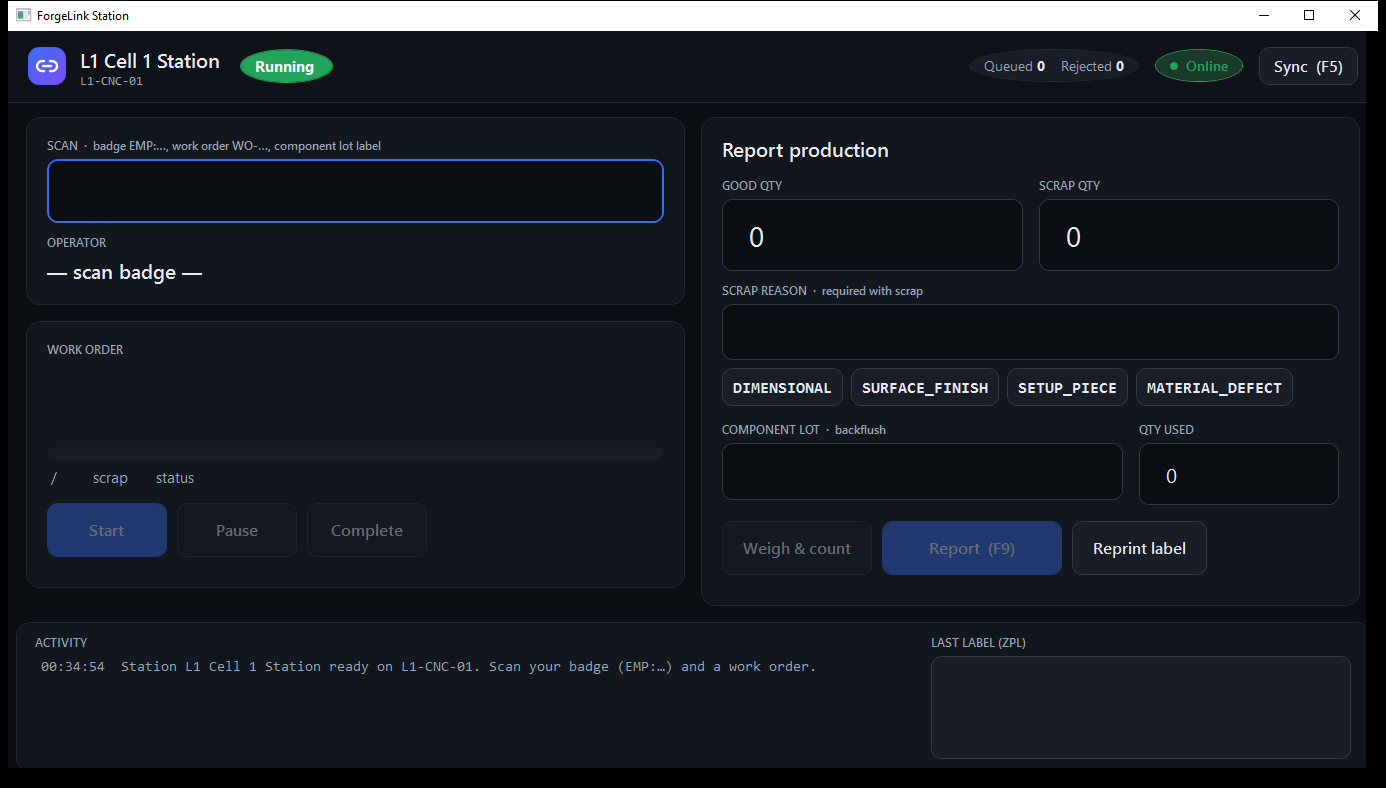 ForgeLink Station
L1 Cell 1 Station
L1-CNC-01
Running
Queued 0 Rejected 0
Online
Sync (F5)
SCAN · badge EMP:..., work order WO-..., component lot label
OPERATOR
— scan badge —
WORK ORDER
/ scrap status
Start Pause Complete
Report production
GOOD QTY SCRAP QTY
0 0
SCRAP REASON · required with scrap
DIMENSIONAL SURFACE_FINISH SETUP_PIECE MATERIAL_DEFECT
COMPONENT LOT · backflush QTY USED
0
Weigh & count Report (F9) Reprint label
ACTIVITY
00:34:54 Station L1 Cell 1 Station ready on L1-CNC-01. Scan your badge (EMP:…) and a work order.
LAST LABEL (ZPL)